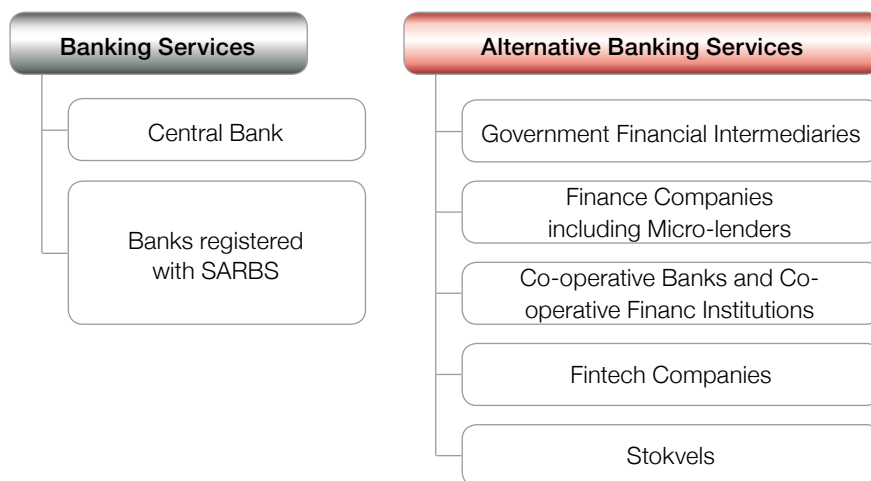 Banking Services
Central Bank
Banks registered
with SARBS
Alternative Banking Services
Government Financial Intermediaries
Finance Companies
including Micro-lenders
Co-operative Banks and Co-
operative Financ Institutions
Fintech Companies
Stokvels